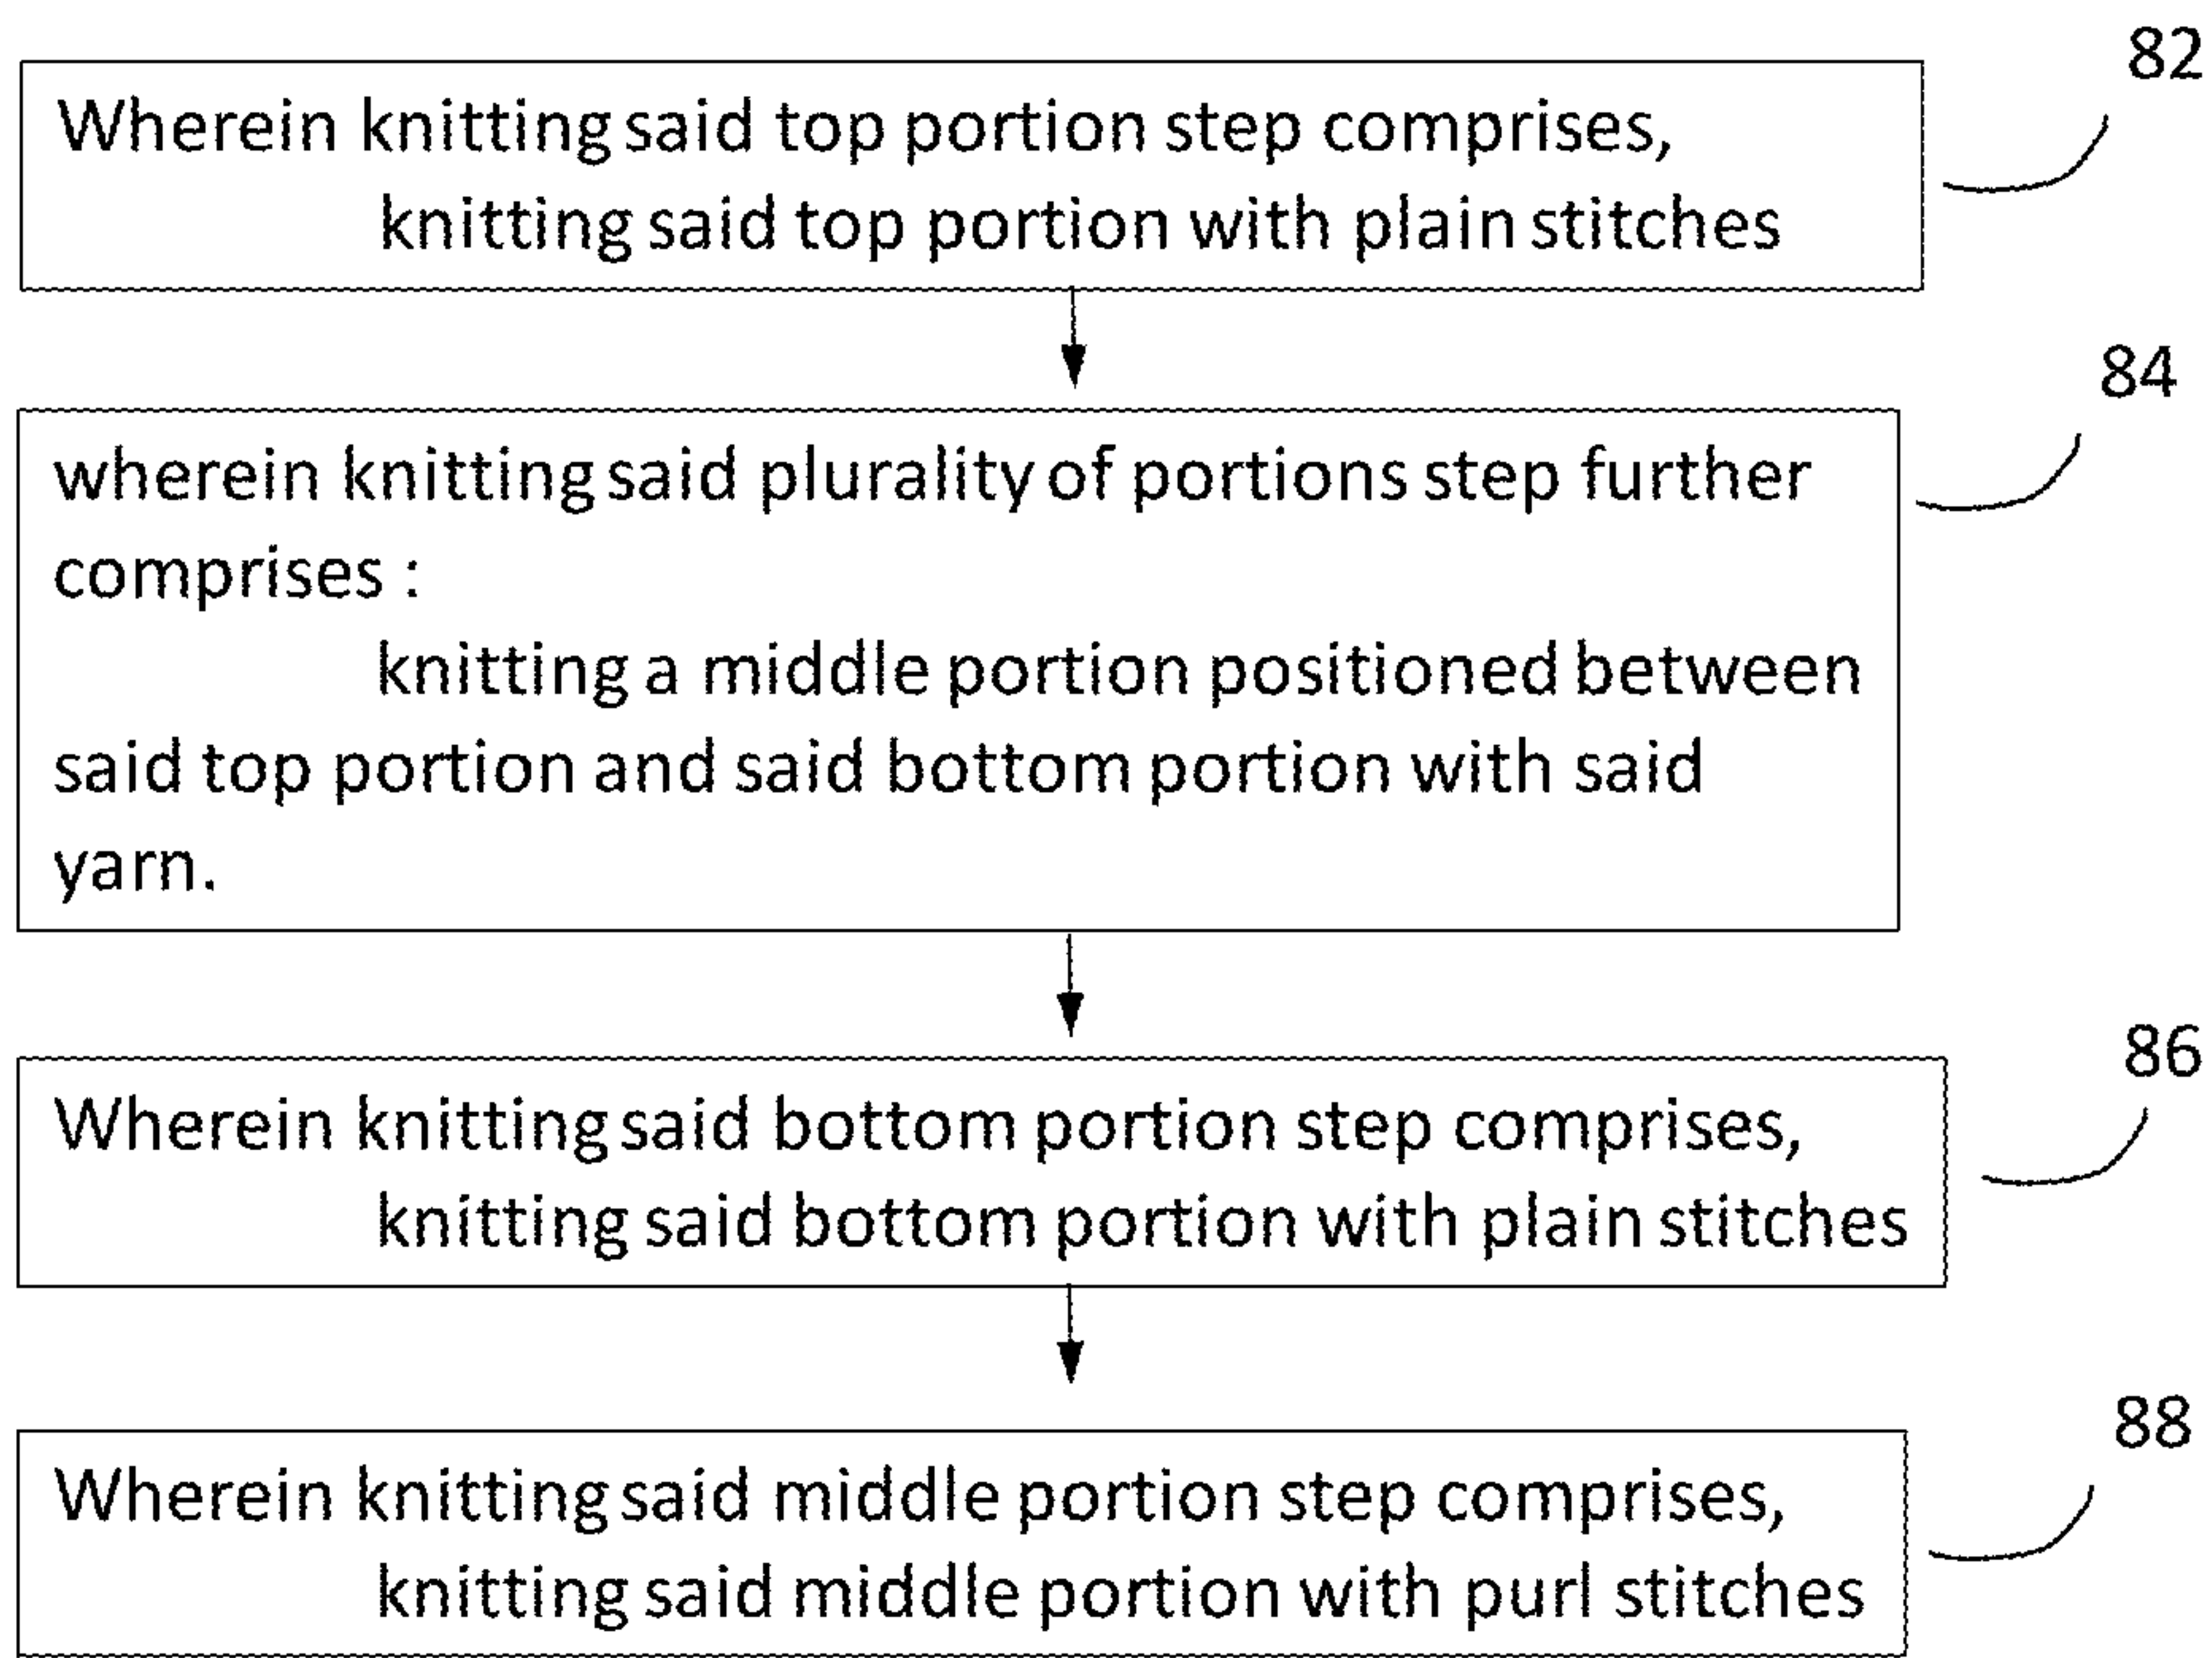 82
Wherein knitting said top portion step comprises,
knitting said top portion with plain stitches
84
wherein knitting said plurality of portions step further
comprises :
knitting a middle portion positioned between
said top portion and said bottom portion with said
yarn.
86
Wherein knitting said bottom portion step comprises,
knitting said bottom portion with plain stitches
88
Wherein knitting said middle portion step comprises,
knitting said middle portion with purl stitches